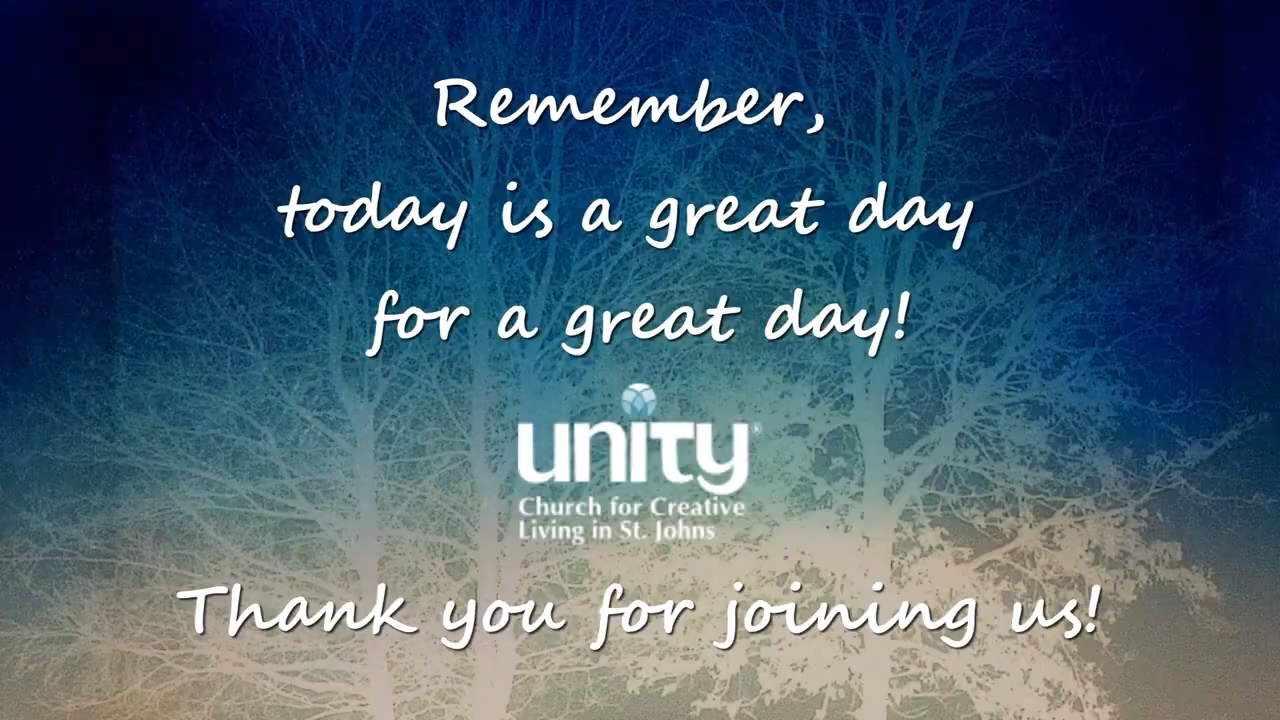 Remember,
today is a great day
for a great day!
unity®
Church for Creative
Living in St. Johns
Thank you for joining us!